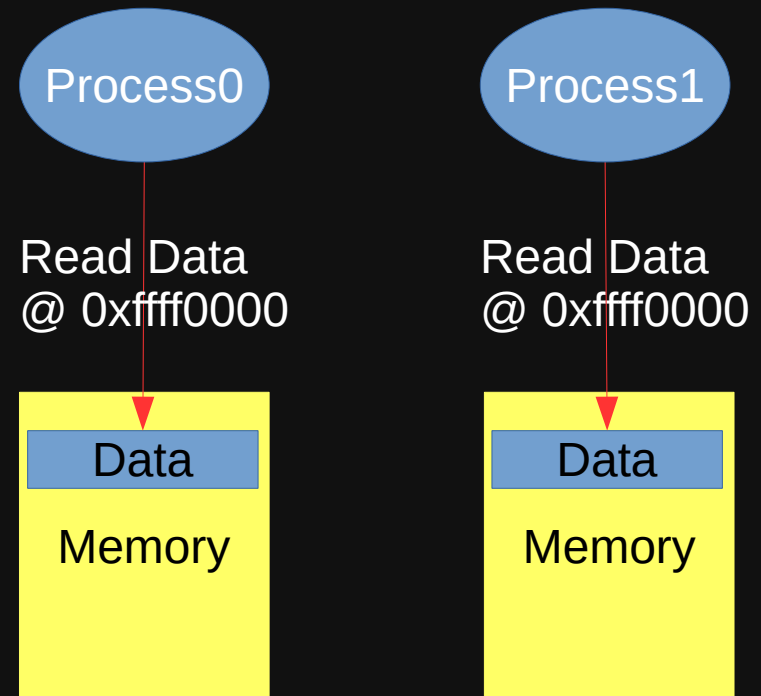 Process0
Process1
Read Data
@ 0xffff0000
Read Data
@ 0xffff0000
Data
Data
Memory
Memory